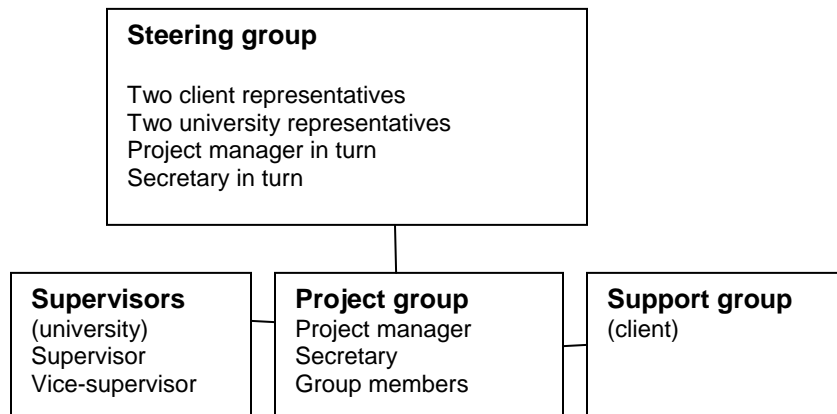 Steering group
Two client representatives
Two university representatives
Project manager in turn
Secretary in turn
Supervisors
(university)
Supervisor
Vice-supervisor
Project group
Project manager
Secretary
Group members
Support group
(client)